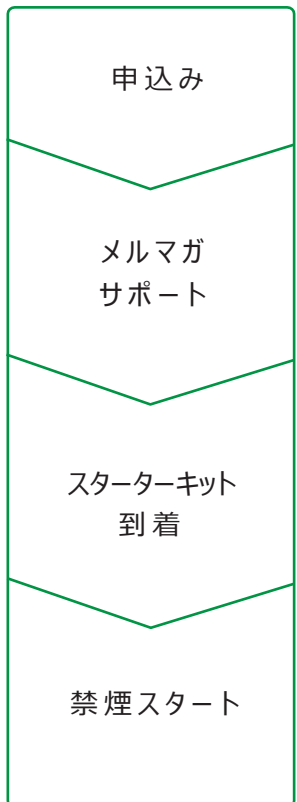 申込み
メルマガ
サポート
スターターキット
到着
禁煙スタート